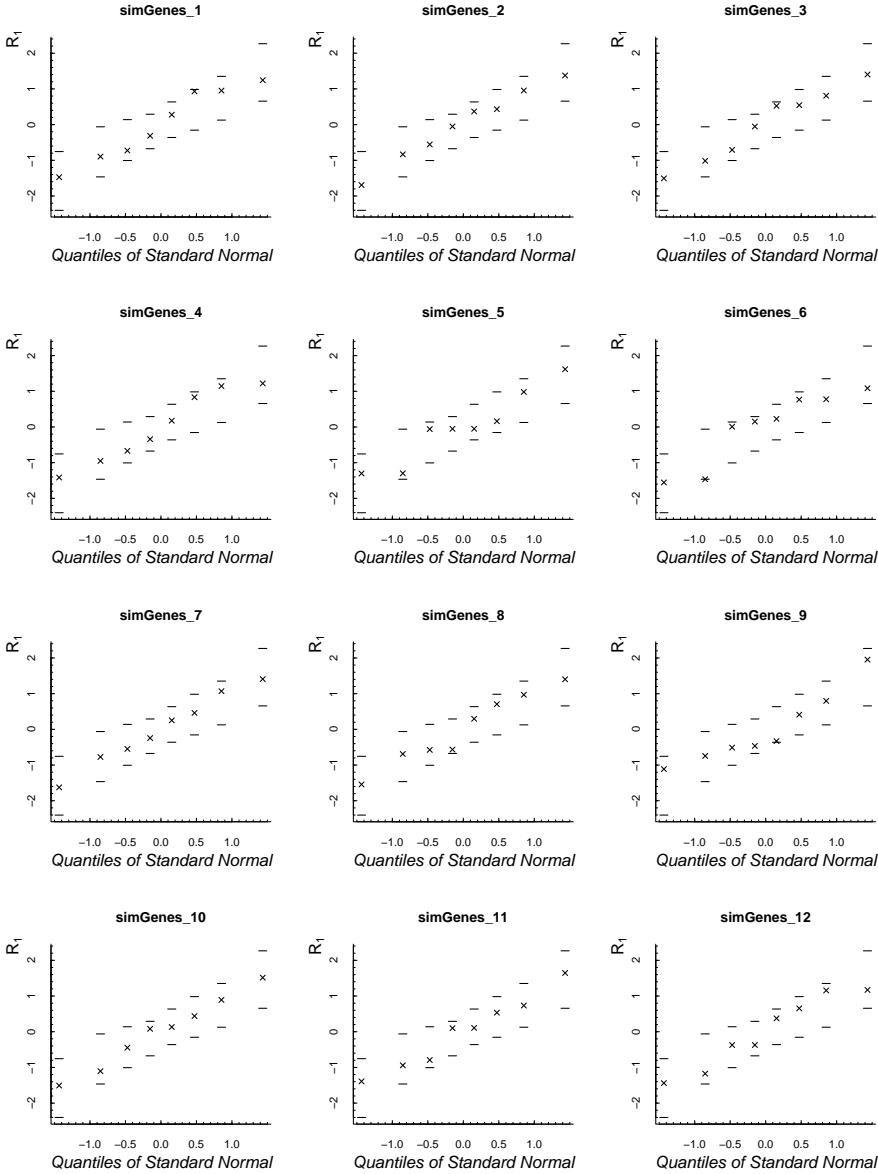 simGenes_1
simGenes_2
simGenes_3
R1
2
1
0
−1
−2
−1.0 −0.5 0.0 0.5 1.0
Quantiles of Standard Normal
R1
2
1
0
−1
−2
−1.0 −0.5 0.0 0.5 1.0
Quantiles of Standard Normal
R1
2
1
0
−1
−2
−1.0 −0.5 0.0 0.5 1.0
Quantiles of Standard Normal
simGenes_4
simGenes_5
simGenes_6
R1
2
1
0
−1
−2
−1.0 −0.5 0.0 0.5 1.0
Quantiles of Standard Normal
R1
2
1
0
−1
−2
−1.0 −0.5 0.0 0.5 1.0
Quantiles of Standard Normal
R1
2
1
0
−1
−2
−1.0 −0.5 0.0 0.5 1.0
Quantiles of Standard Normal
simGenes_7
simGenes_8
simGenes_9
R1
2
1
0
−1
−2
−1.0 −0.5 0.0 0.5 1.0
Quantiles of Standard Normal
R1
2
1
0
−1
−2
−1.0 −0.5 0.0 0.5 1.0
Quantiles of Standard Normal
R1
2
1
0
−1
−2
−1.0 −0.5 0.0 0.5 1.0
Quantiles of Standard Normal
simGenes_10
simGenes_11
simGenes_12
R1
2
1
0
−1
−2
−1.0 −0.5 0.0 0.5 1.0
Quantiles of Standard Normal
R1
2
1
0
−1
−2
−1.0 −0.5 0.0 0.5 1.0
Quantiles of Standard Normal
R1
2
1
0
−1
−2
−1.0 −0.5 0.0 0.5 1.0
Quantiles of Standard Normal